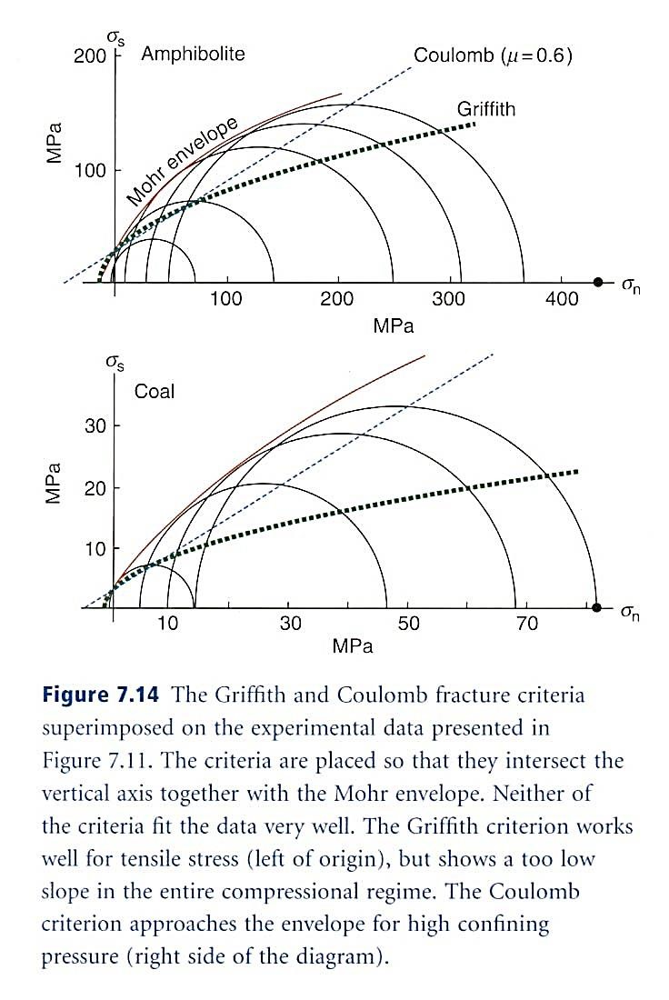 σs
200
Amphibolite
Coulomb (μ=0.6)
Griffith
Mohr envelope
MPa
100
σn
100
200
300
400
MPa
σs
Coal
30
20
10
MPa
σn
10
30
50
70
MPa
Figure 7.14 The Griffith and Coulomb fracture criteria
superimposed on the experimental data presented in
Figure 7.11. The criteria are placed so that they intersect the
vertical axis together with the Mohr envelope. Neither of
the criteria fit the data very well. The Griffith criterion works
well for tensile stress (left of origin), but shows a too low
slope in the entire compressional regime. The Coulomb
criterion approaches the envelope for high confining
pressure (right side of the diagram).